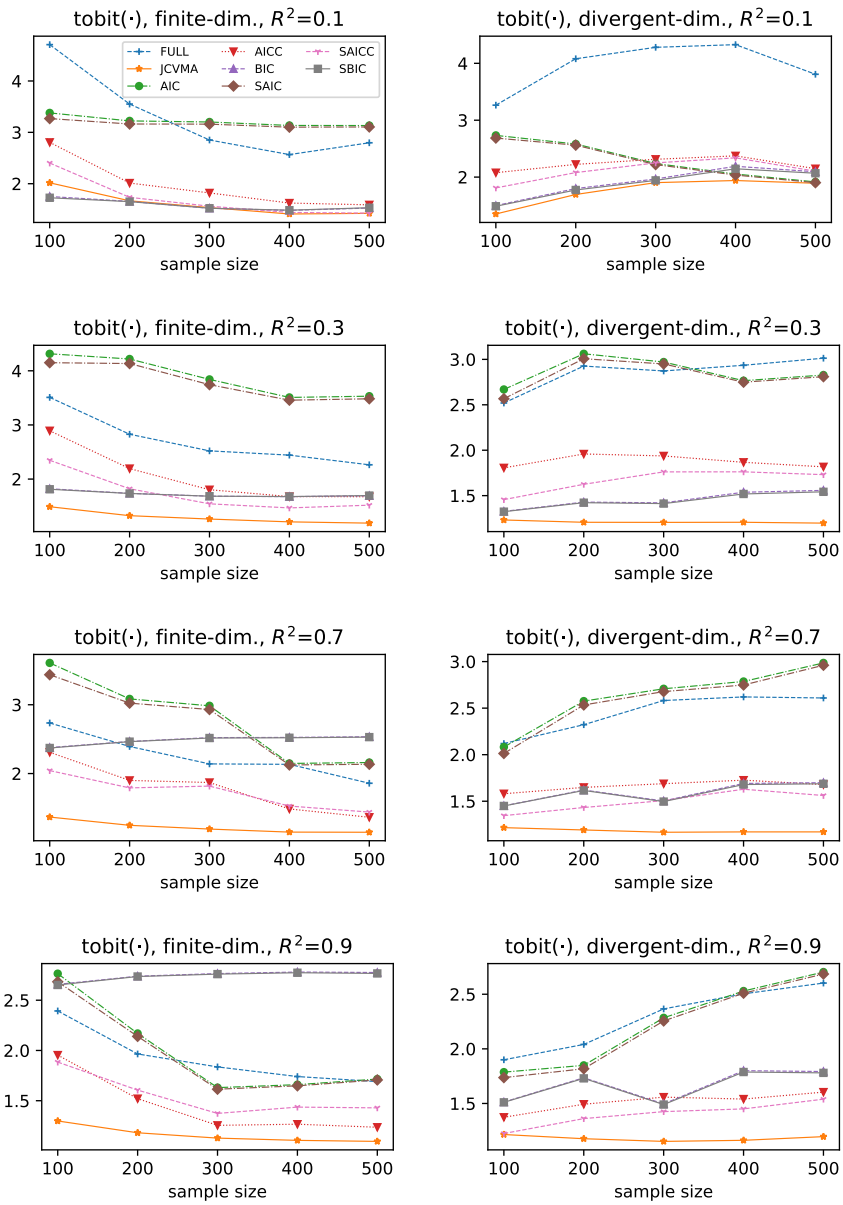 tobit(·), finite-dim., R²=0.1
FULL
JCVMA
AIC
AICC
BIC
SAIC
SAICC
SBIC
4
3
2
100 200 300 400 500
sample size
tobit(·), divergent-dim., R²=0.1
4
3
2
100 200 300 400 500
sample size
tobit(·), finite-dim., R²=0.3
4
3
2
100 200 300 400 500
sample size
tobit(·), divergent-dim., R²=0.3
3.0
2.5
2.0
1.5
100 200 300 400 500
sample size
tobit(·), finite-dim., R²=0.7
3
2
100 200 300 400 500
sample size
tobit(·), divergent-dim., R²=0.7
3.0
2.5
2.0
1.5
100 200 300 400 500
sample size
tobit(·), finite-dim., R²=0.9
2.5
2.0
1.5
100 200 300 400 500
sample size
tobit(·), divergent-dim., R²=0.9
2.5
2.0
1.5
100 200 300 400 500
sample size